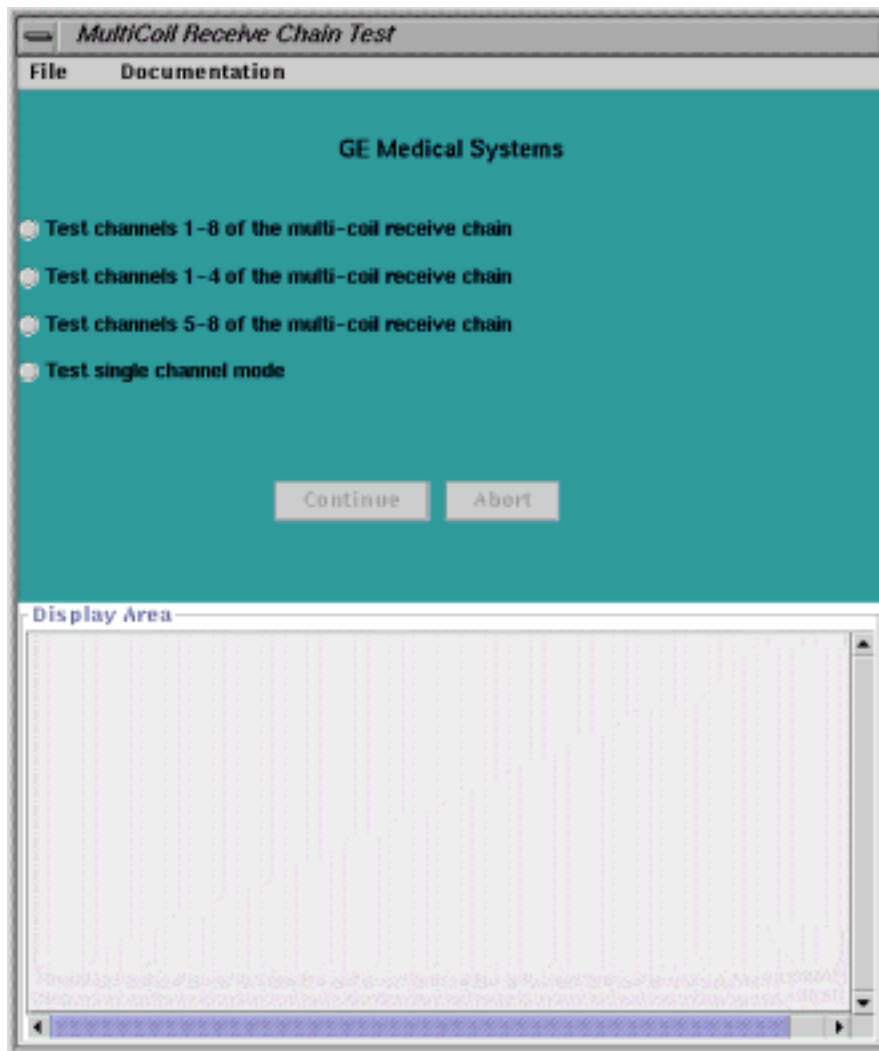 MultiCoil Receive Chain Test
File Documentation
GE Medical Systems
Test channels 1-8 of the multi-coil receive chain
Test channels 1-4 of the multi-coil receive chain
Test channels 5-8 of the multi-coil receive chain
Test single channel mode
Continue Abort
Display Area